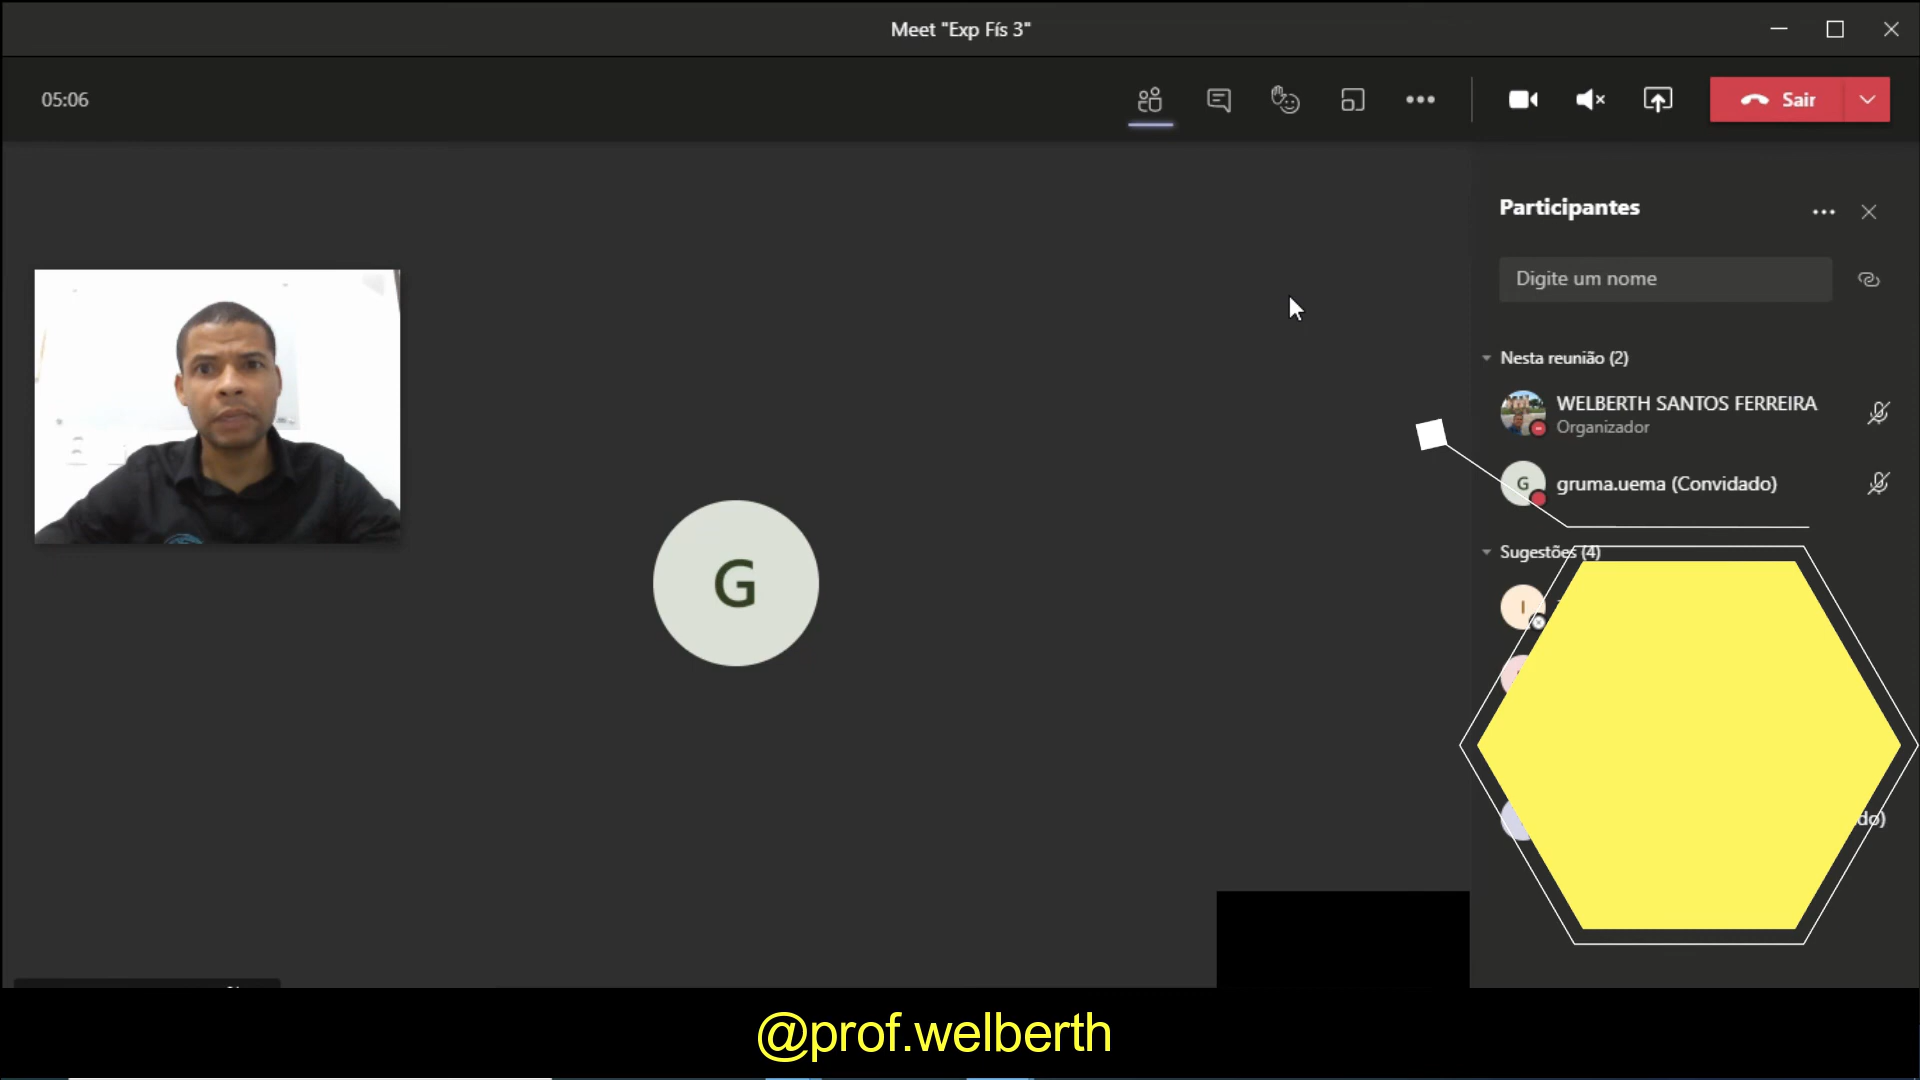 Meet "Exp Fís 3"
05:06
Sair
Participantes
Digite um nome
Nesta reunião (2)
WELBERTH SANTOS FERREIRA
Organizador
G
gruma.uema (Convidado)
Sugestões (4)
I
G
do)
@prof.welberth